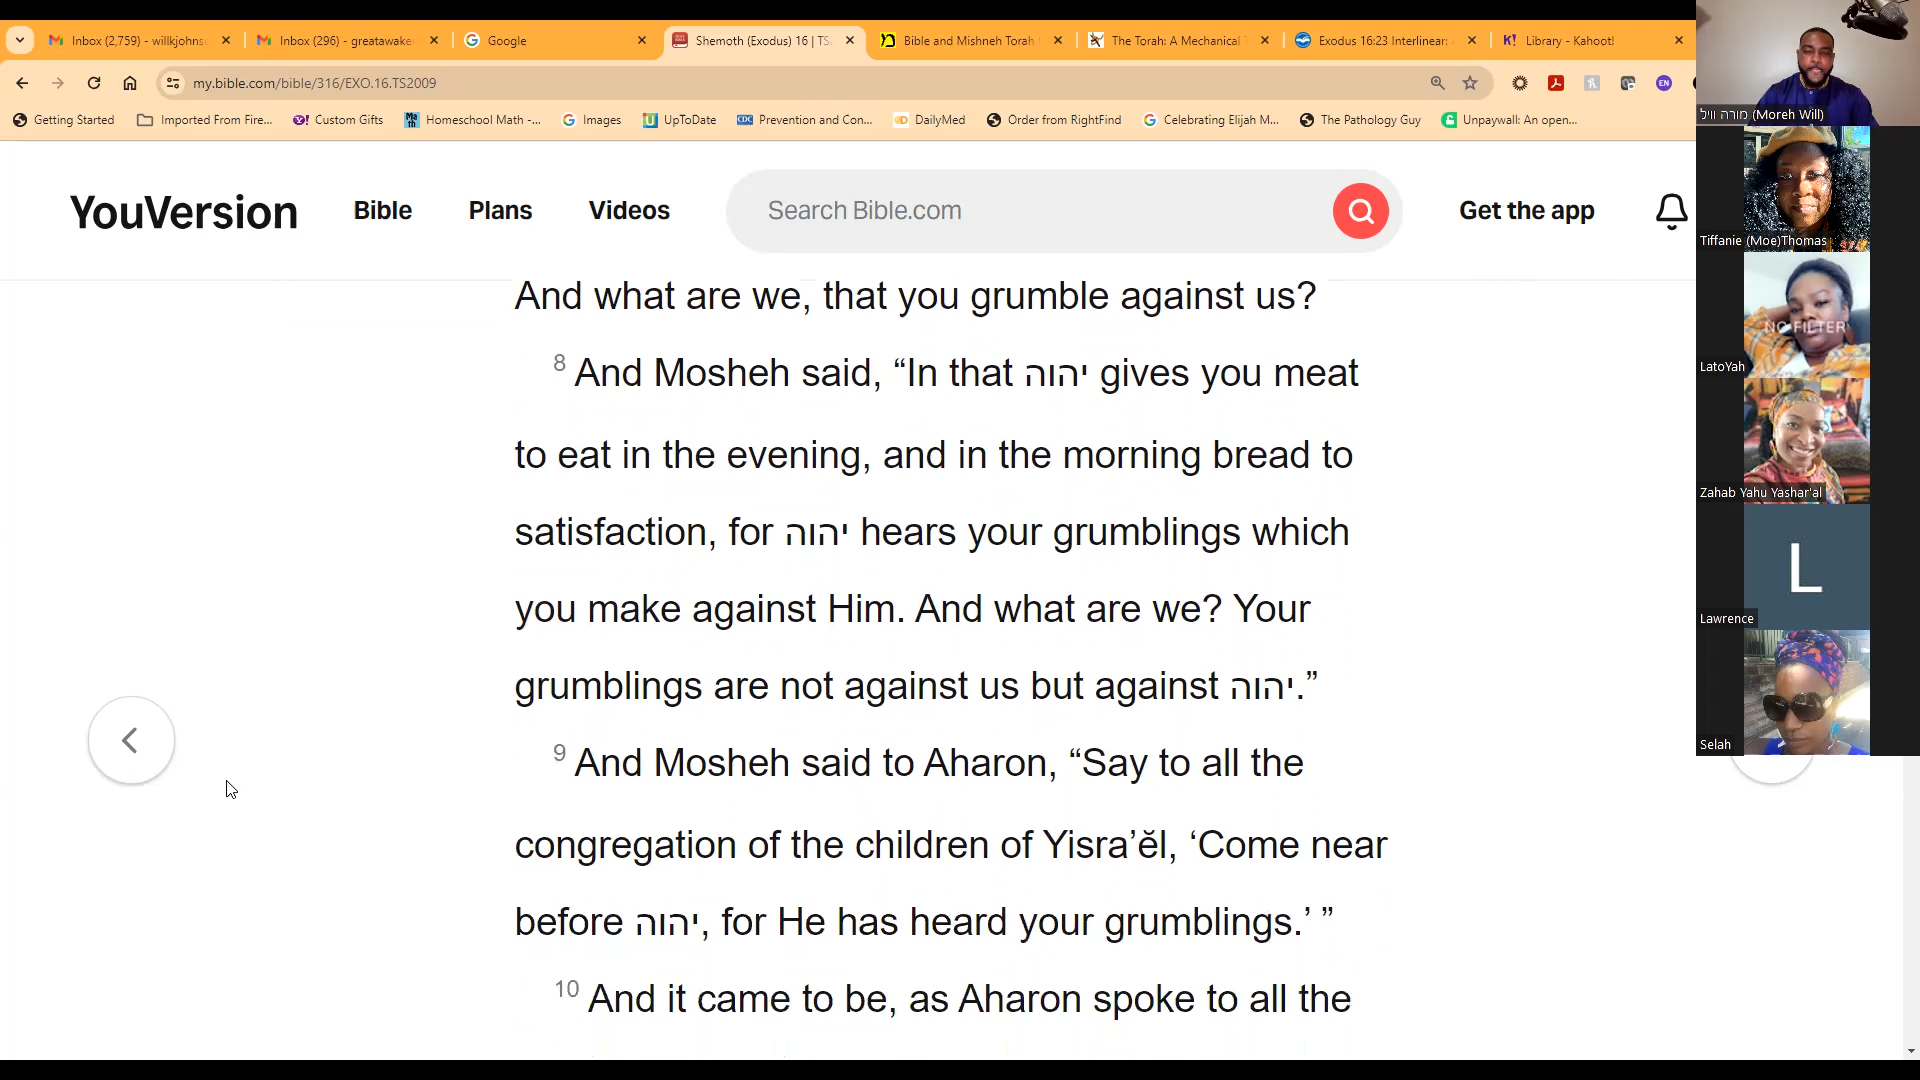 Inbox (2,759) - willkjohns
Inbox (296) - greatawake
Google
Shemoth (Exodus) 16 | TS
Bible and Mishneh Torah
The Torah: A Mechanical T
Exodus 16:23 Interlinear:
Library - Kahoot!
my.bible.com/bible/316/EXO.16.TS2009
EN
Getting Started
Imported From Fire...
Custom Gifts
Homeschool Math -...
Images
UpToDate
CDC Prevention and Con...
DailyMed
Order from RightFind
Celebrating Elijah M...
The Pathology Guy
Unpaywall: An open...
YouVersion
Bible
Plans
Videos
Search Bible.com
Get the app
And what are we, that you grumble against us?
8 And Mosheh said, “In that יהוה gives you meat
to eat in the evening, and in the morning bread to
satisfaction, for יהוה hears your grumblings which
you make against Him. And what are we? Your
grumblings are not against us but against יהוה.”
9 And Mosheh said to Aharon, “Say to all the
congregation of the children of Yisra’ĕl, ‘Come near
before יהוה, for He has heard your grumblings.’ ”
10 And it came to be, as Aharon spoke to all the
מורה וויל (Moreh Will)
Tiffanie (Moe)Thomas
NO FILTER
LatoYah
Zahab Yahu Yashar'al
L
Lawrence
Selah